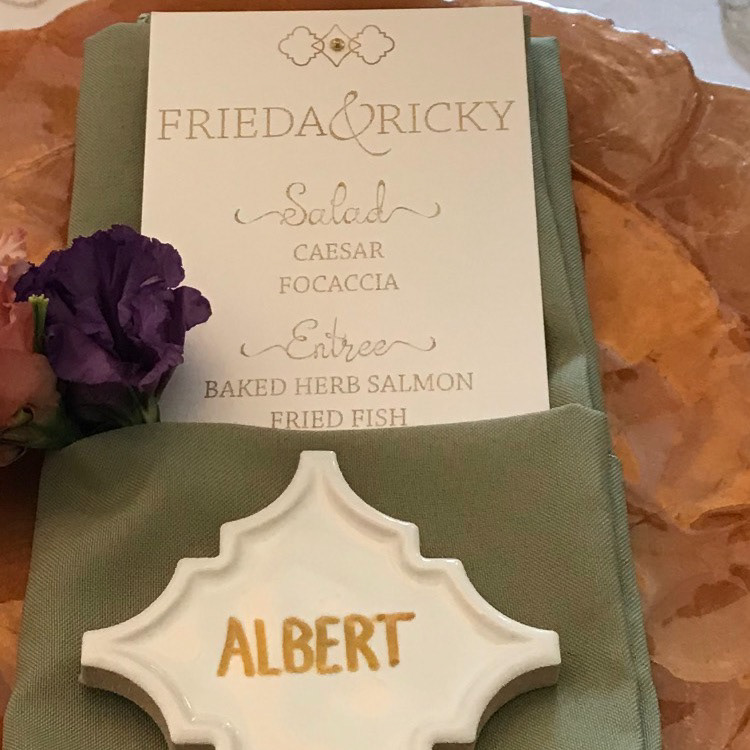 FRIEDA&RICKY
Salad
CAESAR
FOCACCIA
Entree
BAKED HERB SALMON
FRIED FISH
ALBERT